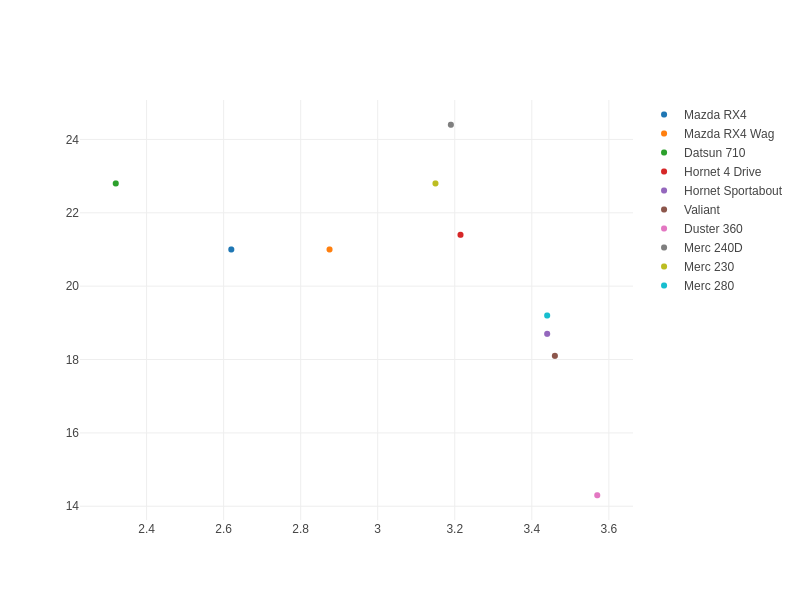 24
22
20
18
16
14
2.4
2.6
2.8
3
3.2
3.4
3.6
Mazda RX4
Mazda RX4 Wag
Datsun 710
Hornet 4 Drive
Hornet Sportabout
Valiant
Duster 360
Merc 240D
Merc 230
Merc 280